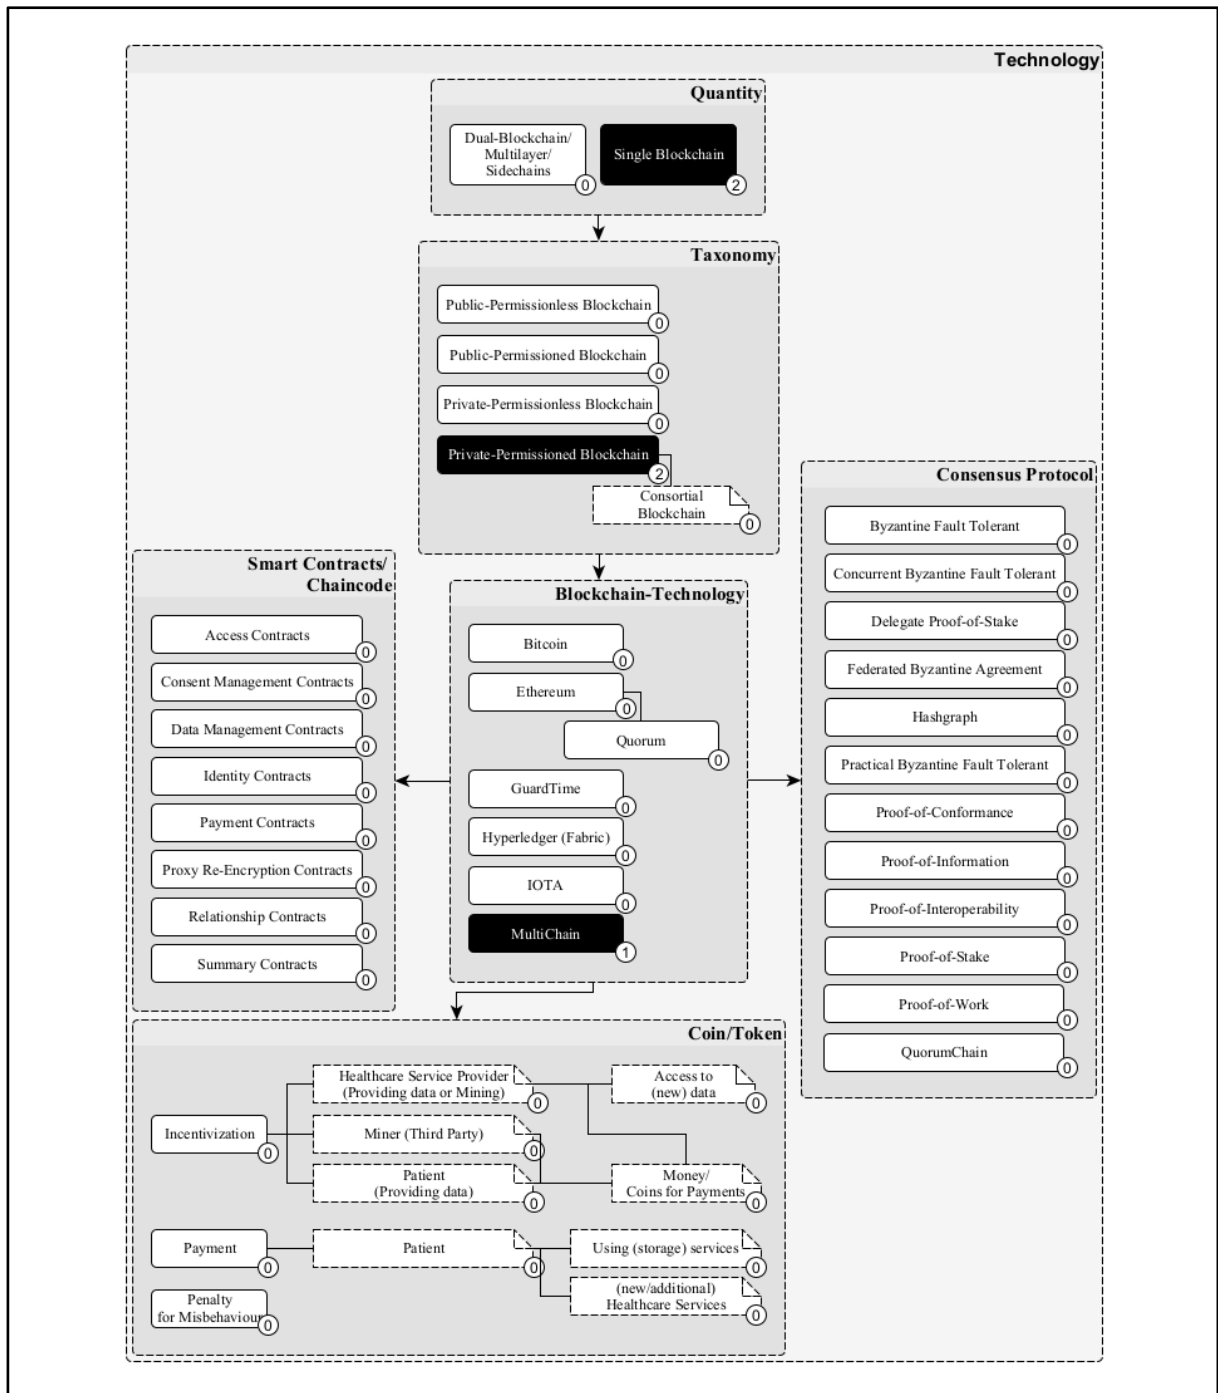 Technology
Quantity
Dual-Blockchain/
Multilayer/
Sidechains
0
Single Blockchain
2
Taxonomy
Public-Permissionless Blockchain
0
Public-Permissioned Blockchain
0
Private-Permissionless Blockchain
0
Private-Permissioned Blockchain
2
Consortial
Blockchain
0
Smart Contracts/
Chaincode
Access Contracts
0
Consent Management Contracts
0
Data Management Contracts
0
Identity Contracts
0
Payment Contracts
0
Proxy Re-Encryption Contracts
0
Relationship Contracts
0
Summary Contracts
0
Blockchain-Technology
Bitcoin
0
Ethereum
0
Quorum
0
GuardTime
0
Hyperledger (Fabric)
0
IOTA
0
MultiChain
1
Consensus Protocol
Byzantine Fault Tolerant
0
Concurrent Byzantine Fault Tolerant
0
Delegate Proof-of-Stake
0
Federated Byzantine Agreement
0
Hashgraph
0
Practical Byzantine Fault Tolerant
0
Proof-of-Conformance
0
Proof-of-Information
0
Proof-of-Interoperability
0
Proof-of-Stake
0
Proof-of-Work
0
QuorumChain
0
Coin/Token
Incentivization
0
Healthcare Service Provider
(Providing data or Mining)
0
Access to
(new) data
0
Miner (Third Party)
0
Patient
(Providing data)
0
Money/
Coins for Payments
0
Payment
0
Patient
0
Using (storage) services
0
(new/additional)
Healthcare Services
0
Penalty
for Misbehaviour
0